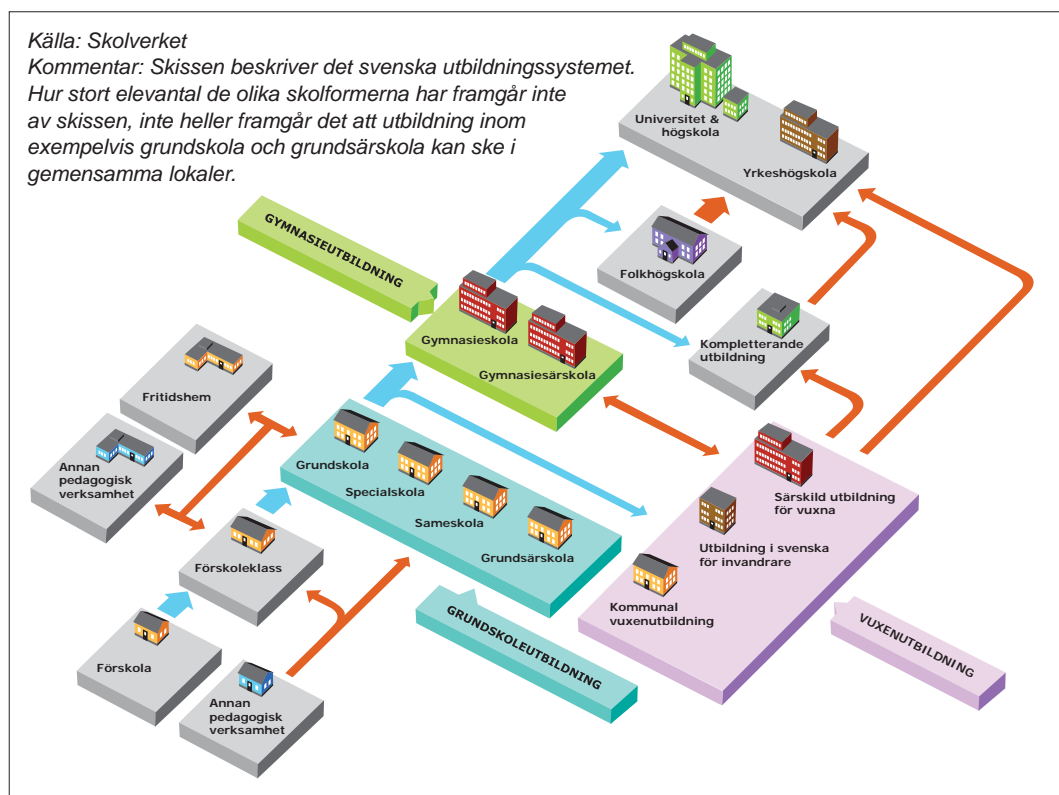 Källa: Skolverket
Kommentar: Skissen beskriver det svenska utbildningssystemet.
Hur stort elevantal de olika skolformerna har framgår inte
av skissen, inte heller framgår det att utbildning inom
exempelvis grundskola och grundsärskola kan ske i
gemensamma lokaler.
Universitet &
högskola
Yrkeshögskola
GYMNASIEUTBILDNING
Folkhögskola
Gymnasieskola
Gymnasiesärskola
Kompletterande
utbildning
Fritidshem
Annan
pedagogisk
verksamhet
Grundskola
Specialskola
Sameskola
Grundsärskola
Särskild utbildning
för vuxna
Utbildning i svenska
för invandrare
Kommunal
vuxenutbildning
Förskoleklass
GRUNDSKOLEUTBILDNING
VUXENUTBILDNING
Förskola
Annan
pedagogisk
verksamhet